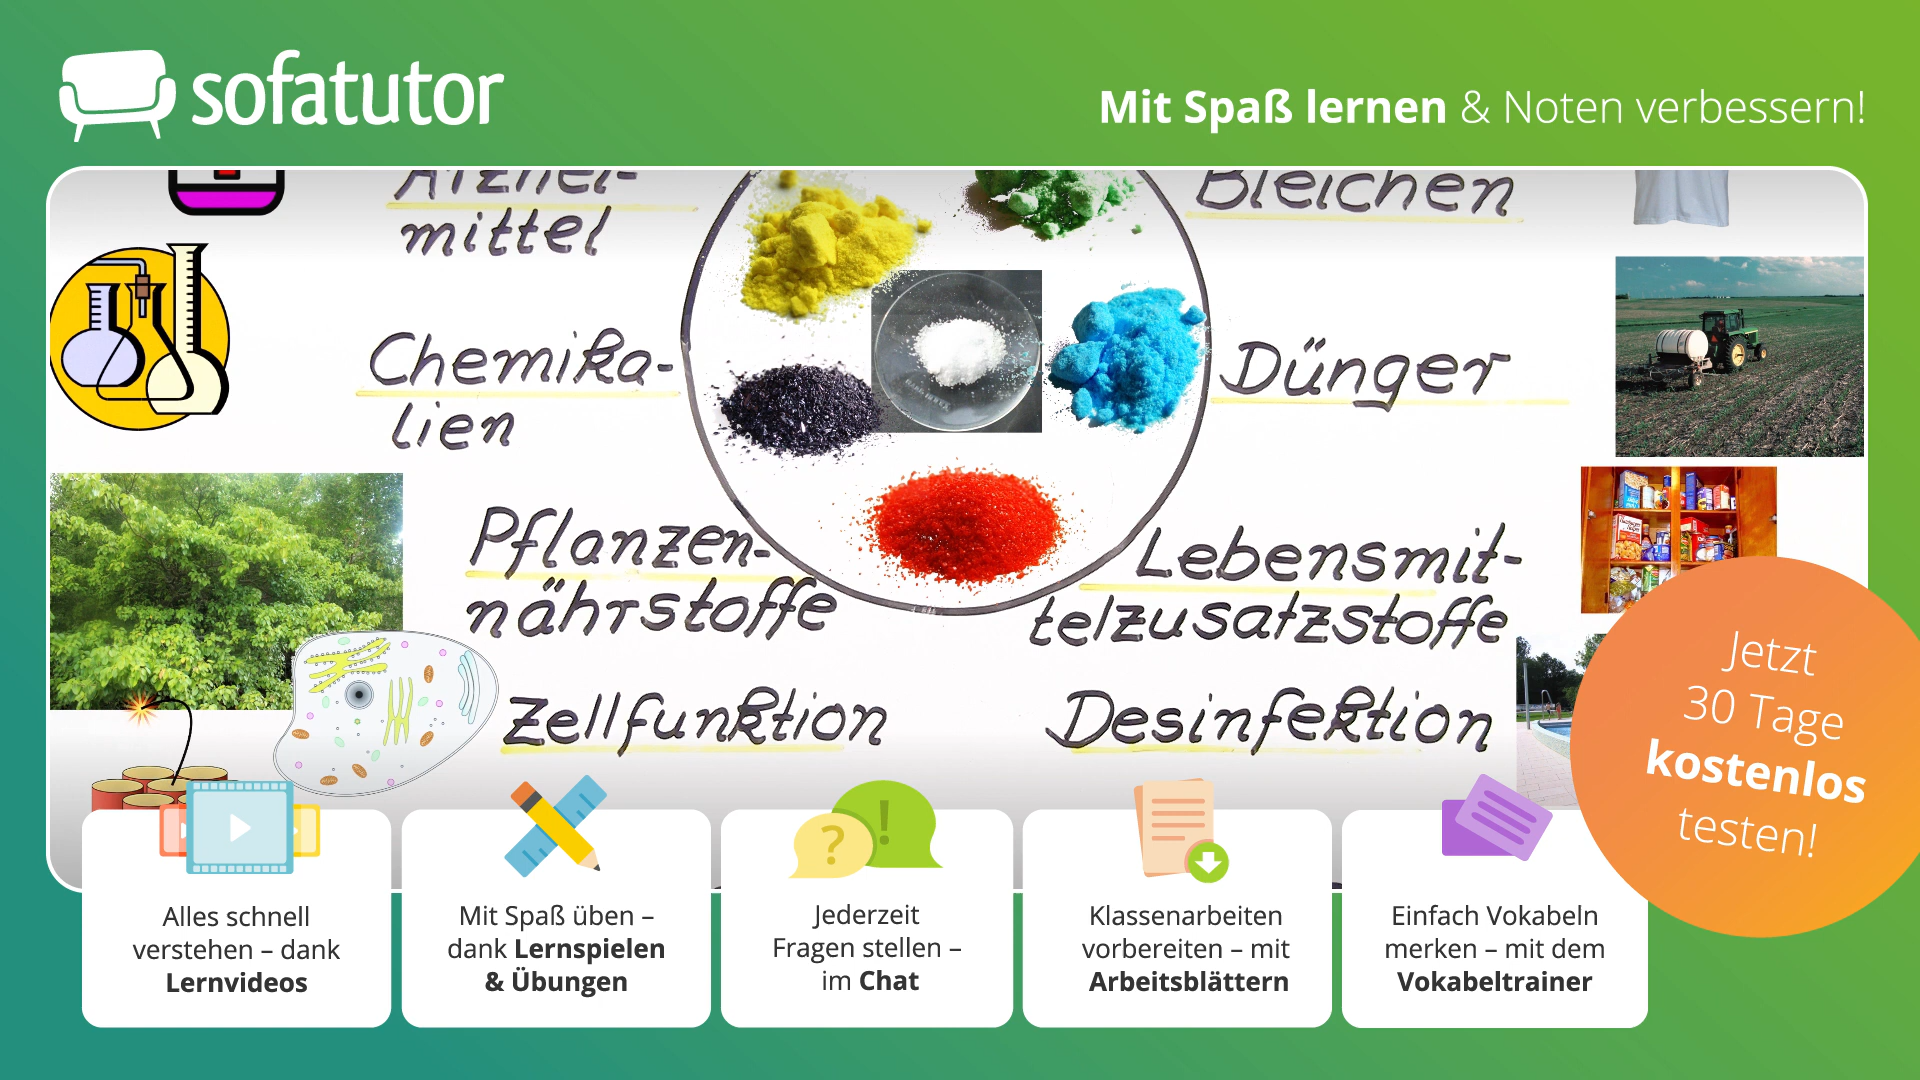 sofatutor
Mit Spaß lernen & Noten verbessern!
Arznei-
mittel
Bleichen
Chemika-
lien
Dünger
Pflanzen-
nährstoffe
Lebensmit-
telzusatzstoffe
Zellfunktion
Desinfektion
Jetzt
30 Tage
kostenlos
testen!
?
!
Alles schnell
verstehen – dank
Lernvideos
Mit Spaß üben –
dank Lernspielen
& Übungen
Jederzeit
Fragen stellen –
im Chat
Klassenarbeiten
vorbereiten – mit
Arbeitsblättern
Einfach Vokabeln
merken – mit dem
Vokabeltrainer